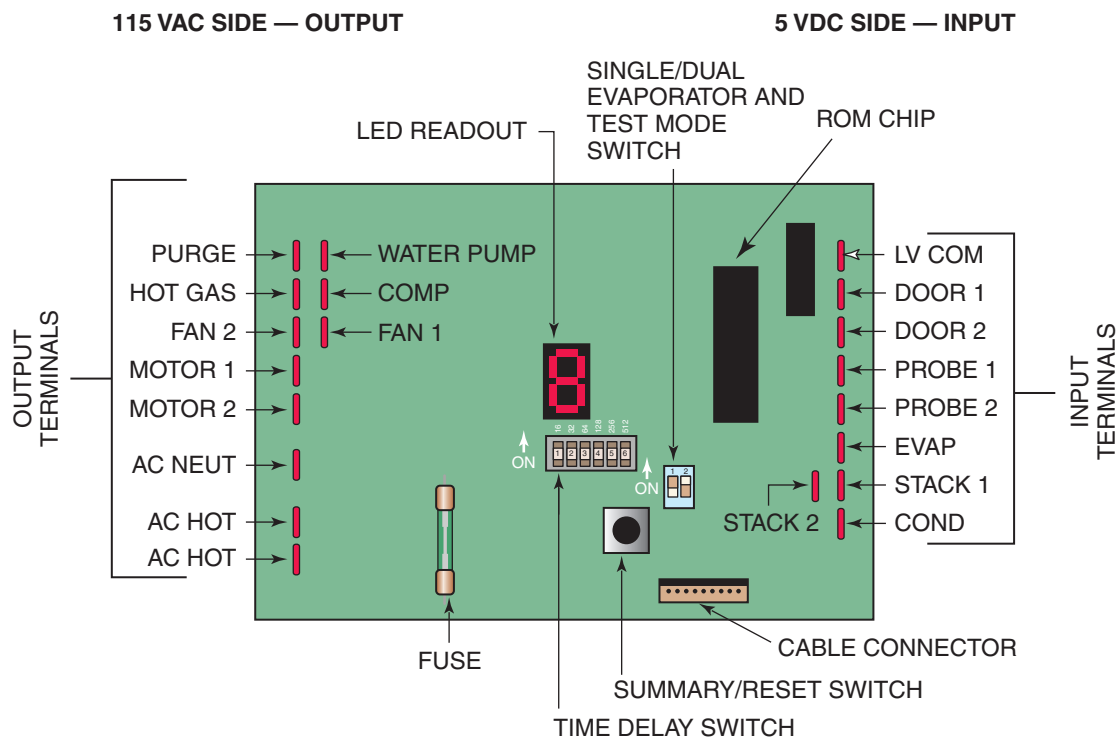 115 VAC SIDE — OUTPUT
5 VDC SIDE — INPUT
SINGLE/DUAL
EVAPORATOR AND
TEST MODE
SWITCH
LED READOUT
ROM CHIP
PURGE
WATER PUMP
LV COM
HOT GAS
COMP
DOOR 1
FAN 2
FAN 1
DOOR 2
MOTOR 1
PROBE 1
MOTOR 2
PROBE 2
OUTPUT
TERMINALS
INPUT
TERMINALS
8
16 32 64 128 256 512
1 2 3 4 5 6
ON
ON
1 2
AC NEUT
EVAP
STACK 1
STACK 2
AC HOT
COND
AC HOT
FUSE
CABLE CONNECTOR
SUMMARY/RESET SWITCH
TIME DELAY SWITCH